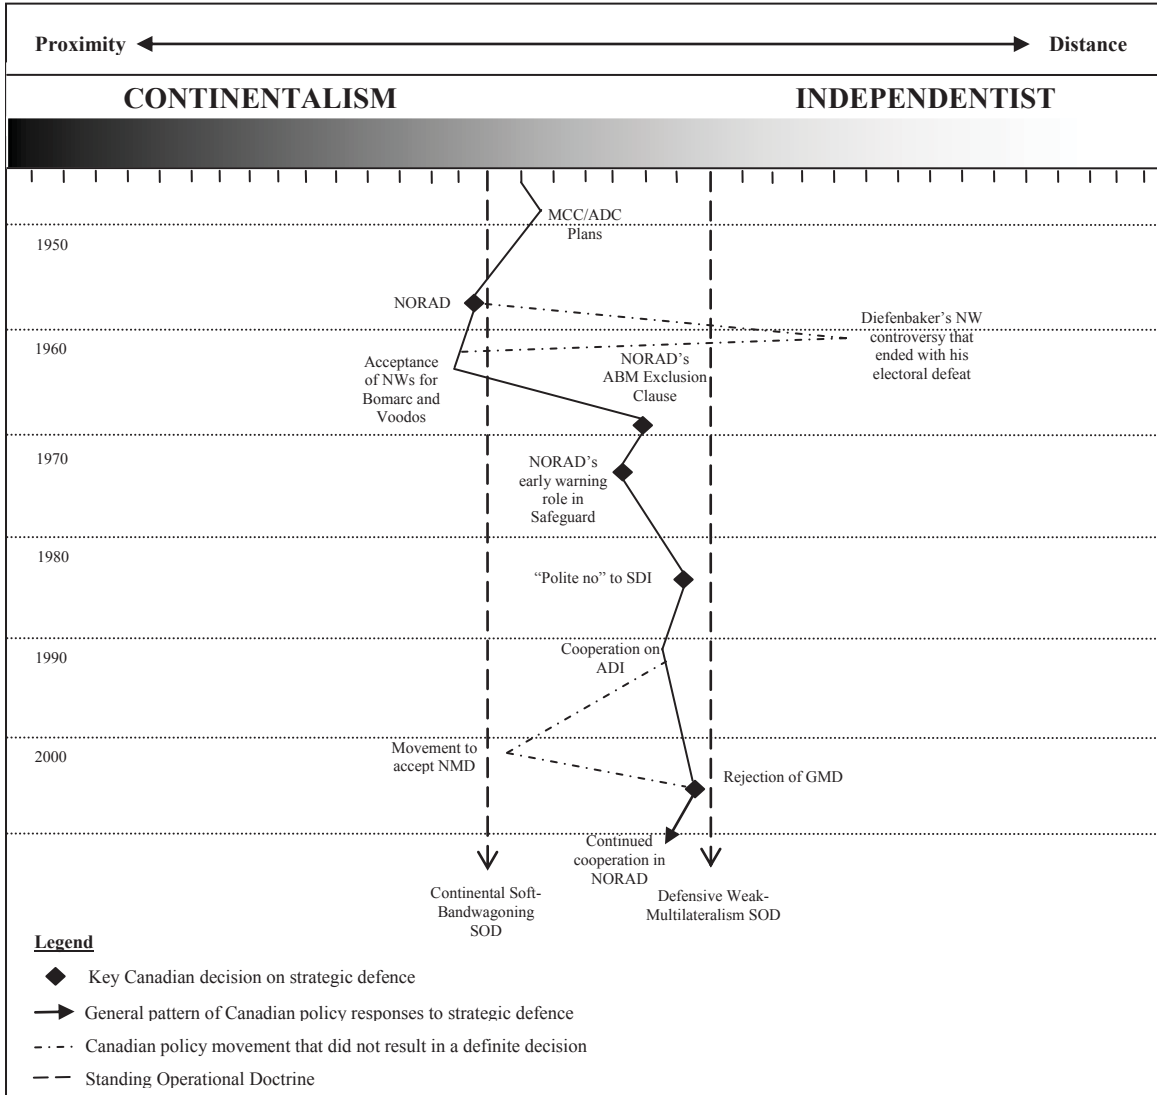 Proximity
Distance
CONTINENTALISM
INDEPENDENTIST
MCC/ADC
Plans
1950
NORAD
Diefenbaker's NW
controversy that
ended with his
electoral defeat
1960
Acceptance
of NWs for
Bomarc and
Voodos
NORAD's
ABM Exclusion
Clause
1970
NORAD's
early warning
role in
Safeguard
1980
"Polite no" to SDI
1990
Cooperation on
ADI
2000
Movement to
accept NMD
Rejection of GMD
Continued
cooperation in
NORAD
Continental Soft-
Bandwagoning
SOD
Defensive Weak-
Multilateralism SOD
Legend
Key Canadian decision on strategic defence
General pattern of Canadian policy responses to strategic defence
Canadian policy movement that did not result in a definite decision
Standing Operational Doctrine